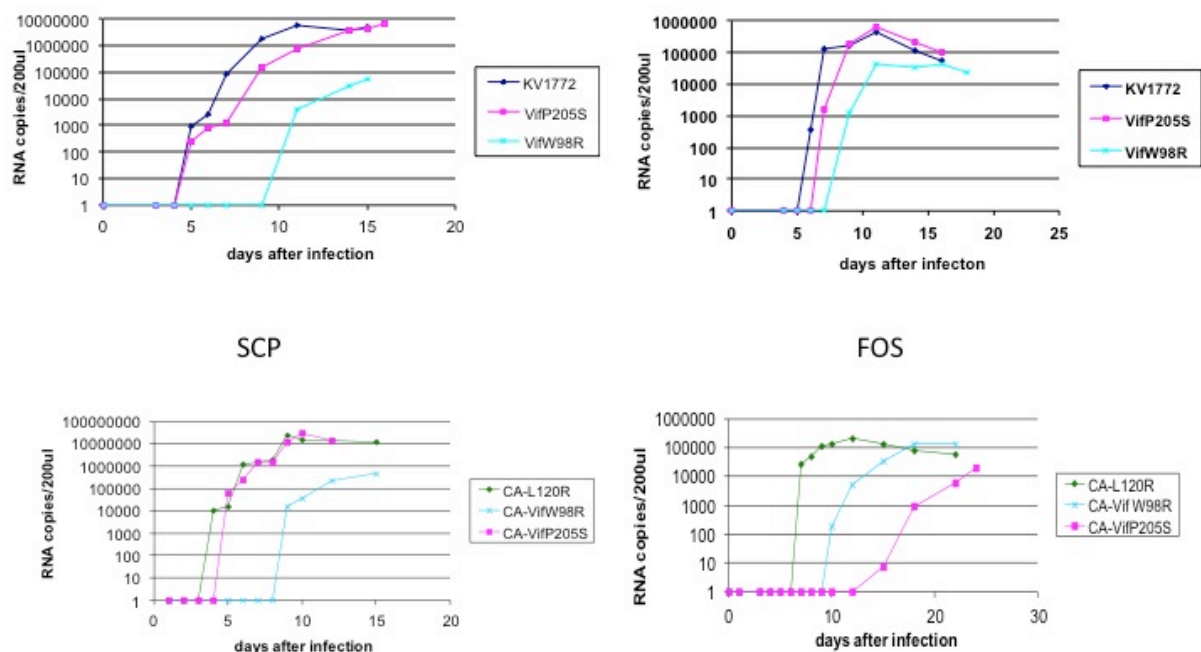 10000000
1000000
100000
10000
1000
100
10
1
RNA copies/200ul
0 5 10 15 20
days after infection
KV1772
VifP205S
VifW98R
1000000
100000
10000
1000
100
10
1
RNA copies/200ul
0 5 10 15 20 25
days after infecton
KV1772
VifP205S
VifW98R
SCP
FOS
100000000
10000000
1000000
100000
10000
1000
100
10
1
RNA copies/200ul
0 5 10 15 20
days after infection
CA-L120R
CA-VifW98R
CA-VifP205S
1000000
100000
10000
1000
100
10
1
RNA copies/200ul
0 10 20 30
days after infection
CA-L120R
CA-Vif W98R
CA-VifP205S